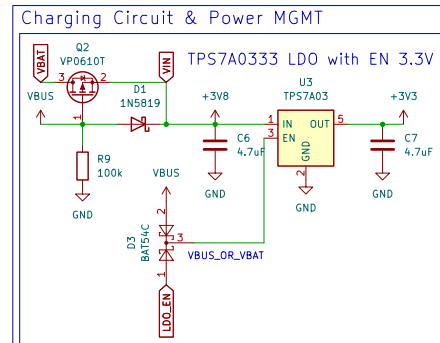 Charging Circuit & Power MGMT
TPS7A0333 LDO with EN 3.3V
Q2
VP0610T
VBAT
3
2
1
VIN
VBUS
D1
1N5819
R9
100k
GND
+3V8
C6
4.7uF
GND
U3
TPS7A03
1
IN
3
EN
OUT
5
GND
2
GND
+3V3
C7
4.7uF
GND
VBUS
2
D3
BAT54C
3
1
VBUS_OR_VBAT
LDO_EN